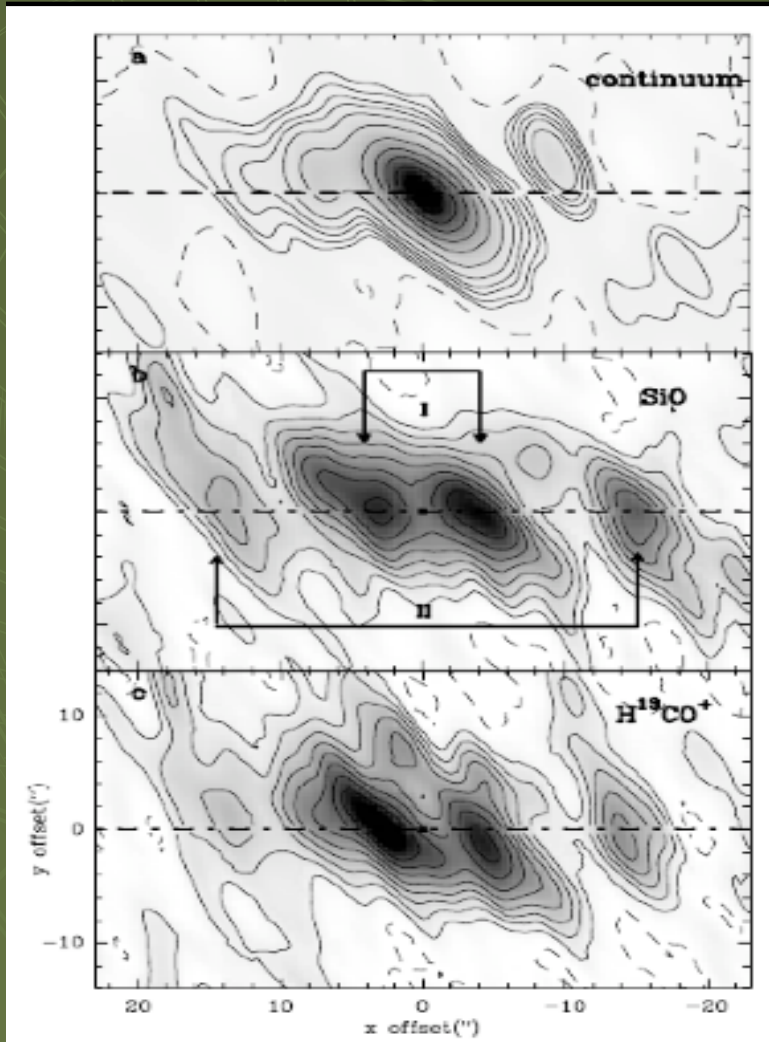 a
continuum
b
I
SiO
II
c
H¹³CO⁺
10
0
-10
y offset(")
20 10 0 -10 -20
x offset(")